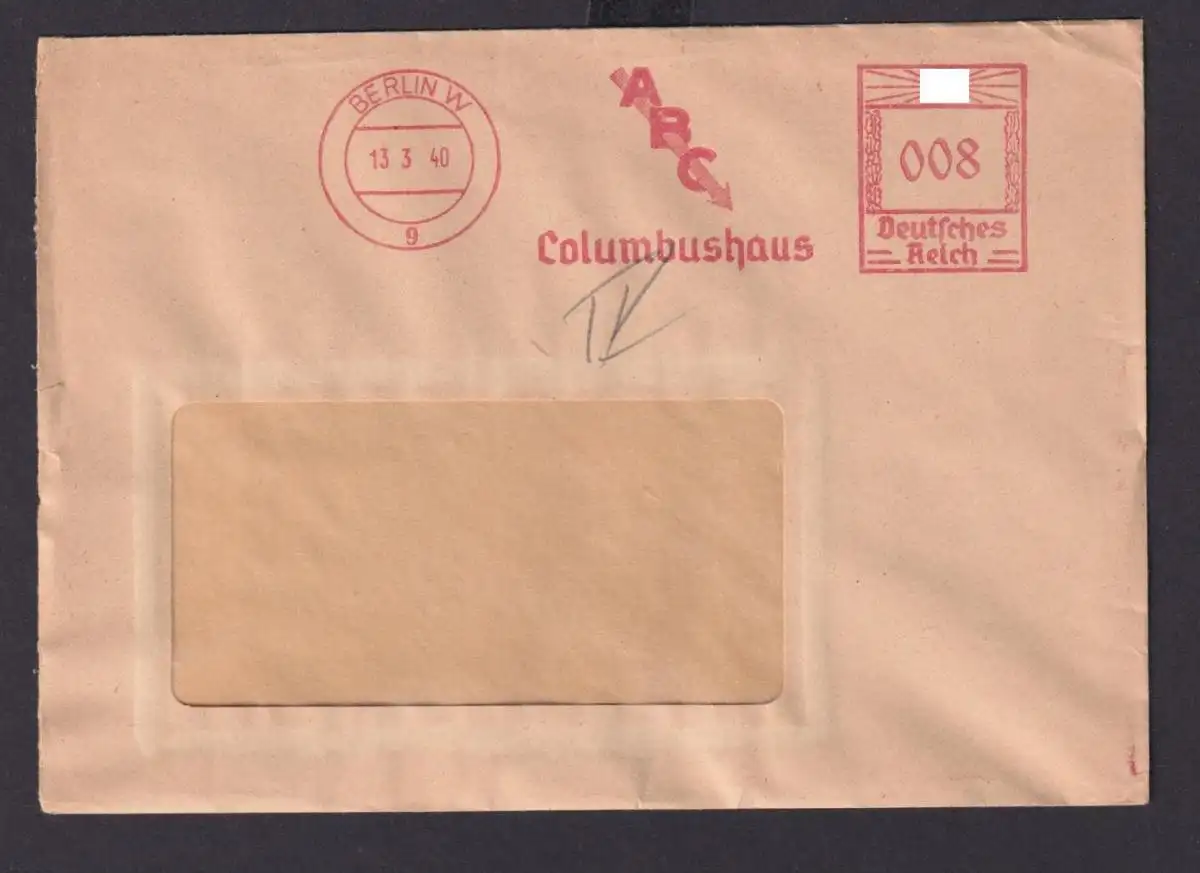 BERLIN W
13 3 40
9
ABC
Columbushaus
008
Deutsches
Reich